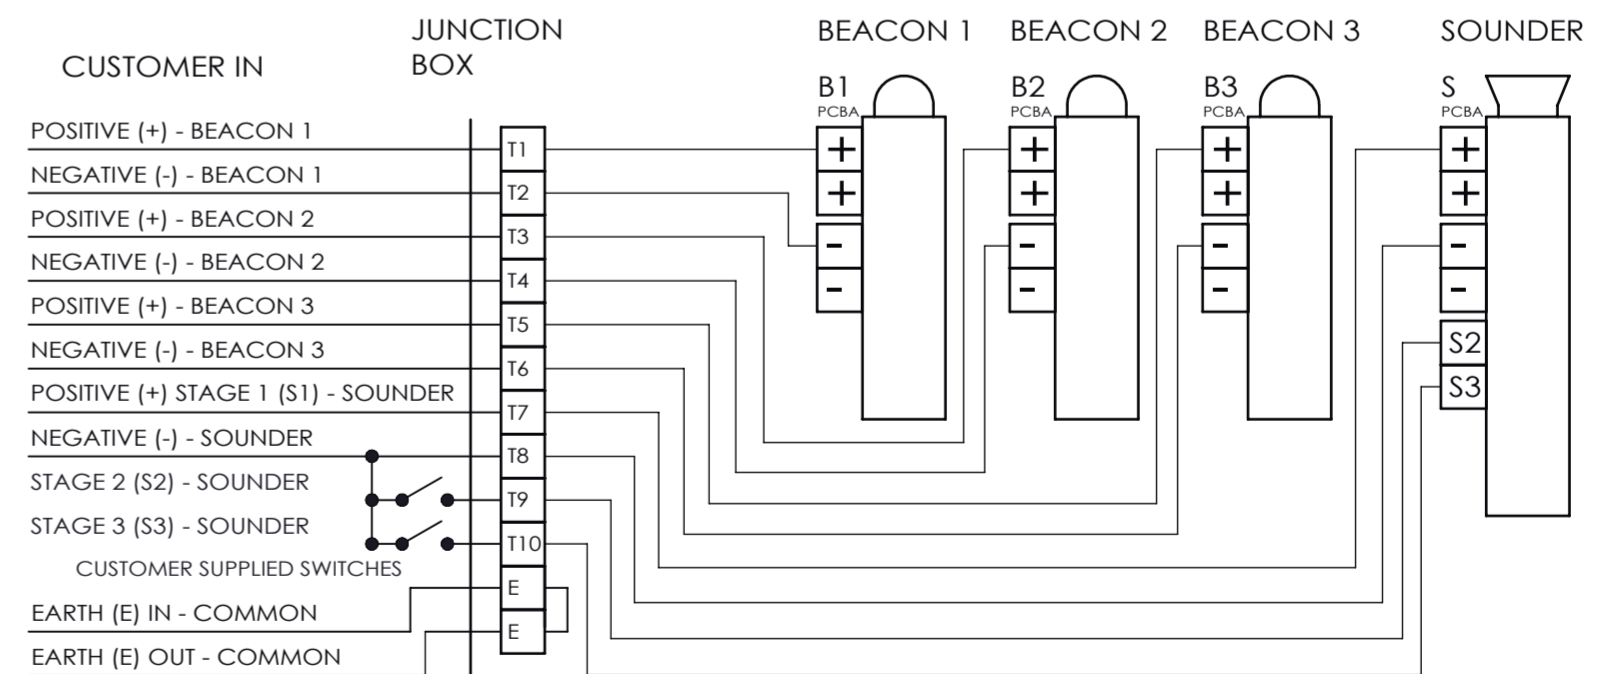 JUNCTION
BOX
BEACON 1
BEACON 2
BEACON 3
SOUNDER
CUSTOMER IN
B1
PCBA
B2
PCBA
B3
PCBA
S
PCBA
POSITIVE (+) - BEACON 1
NEGATIVE (-) - BEACON 1
POSITIVE (+) - BEACON 2
NEGATIVE (-) - BEACON 2
POSITIVE (+) - BEACON 3
NEGATIVE (-) - BEACON 3
POSITIVE (+) STAGE 1 (S1) - SOUNDER
NEGATIVE (-) - SOUNDER
STAGE 2 (S2) - SOUNDER
STAGE 3 (S3) - SOUNDER
CUSTOMER SUPPLIED SWITCHES
EARTH (E) IN - COMMON
EARTH (E) OUT - COMMON
T1
T2
T3
T4
T5
T6
T7
T8
T9
T10
E
E
+
+
-
-
+
+
-
-
+
+
-
-
+
+
-
-
S2
S3